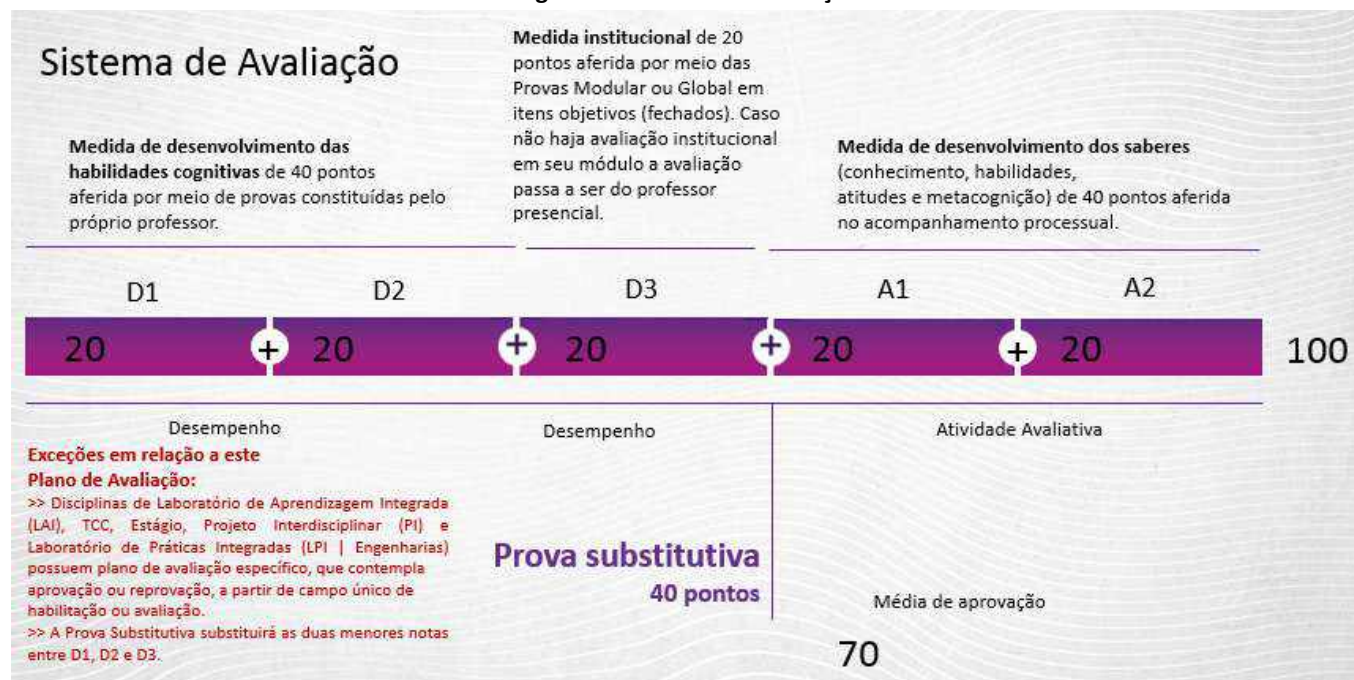 Sistema de Avaliação
Medida de desenvolvimento das
habilidades cognitivas de 40 pontos
aferida por meio de provas constituídas pelo
próprio professor.
Medida institucional de 20
pontos aferida por meio das
Provas Modular ou Global em
itens objetivos (fechados). Caso
não haja avaliação institucional
em seu módulo a avaliação
passa a ser do professor
presencial.
Medida de desenvolvimento dos saberes
(conhecimento, habilidades,
atitudes e metacognição) de 40 pontos aferida
no acompanhamento processual.
D1 D2 D3 A1 A2
20 + 20 + 20 + 20 + 20 100
Desempenho Desempenho Atividade Avaliativa
Exceções em relação a este
Plano de Avaliação:
>> Disciplinas de Laboratório de Aprendizagem Integrada
(LAI), TCC, Estágio, Projeto Interdisciplinar (PI) e
Laboratório de Práticas Integradas (LPI | Engenharias)
possuem plano de avaliação específico, que contempla
aprovação ou reprovação, a partir de campo único de
habilitação ou avaliação.
>> A Prova Substitutiva substituirá as duas menores notas
entre D1, D2 e D3.
Prova substitutiva
40 pontos
Média de aprovação
70